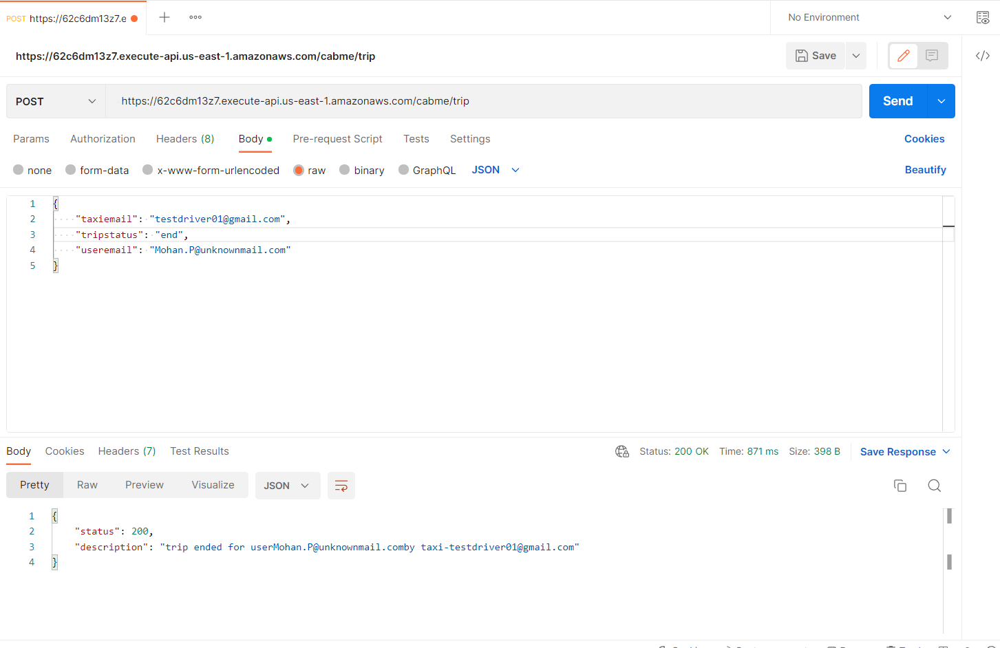 POST https://62c6dm13z7.e
No Environment
https://62c6dm13z7.execute-api.us-east-1.amazonaws.com/cabme/trip
Save
POST https://62c6dm13z7.execute-api.us-east-1.amazonaws.com/cabme/trip Send
Params Authorization Headers (8) Body Pre-request Script Tests Settings Cookies
none form-data x-www-form-urlencoded raw binary GraphQL JSON Beautify
1 {
2 "taxiemail": "testdriver01@gmail.com",
3 "tripstatus": "end",
4 "useremail": "Mohan.P@unknownmail.com"
5 }
Body Cookies Headers (7) Test Results Status: 200 OK Time: 871 ms Size: 398 B Save Response
Pretty Raw Preview Visualize JSON
1 {
2 "status": 200,
3 "description": "trip ended for userMohan.P@unknownmail.comby taxi-testdriver01@gmail.com"
4 }